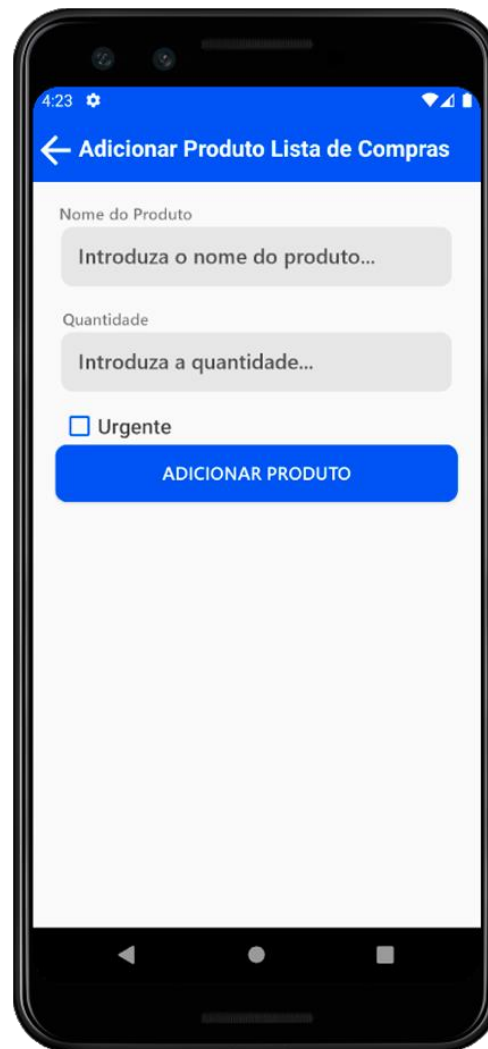 4:23
Adicionar Produto Lista de Compras
Nome do Produto
Introduza o nome do produto...
Quantidade
Introduza a quantidade...
Urgente
ADICIONAR PRODUTO